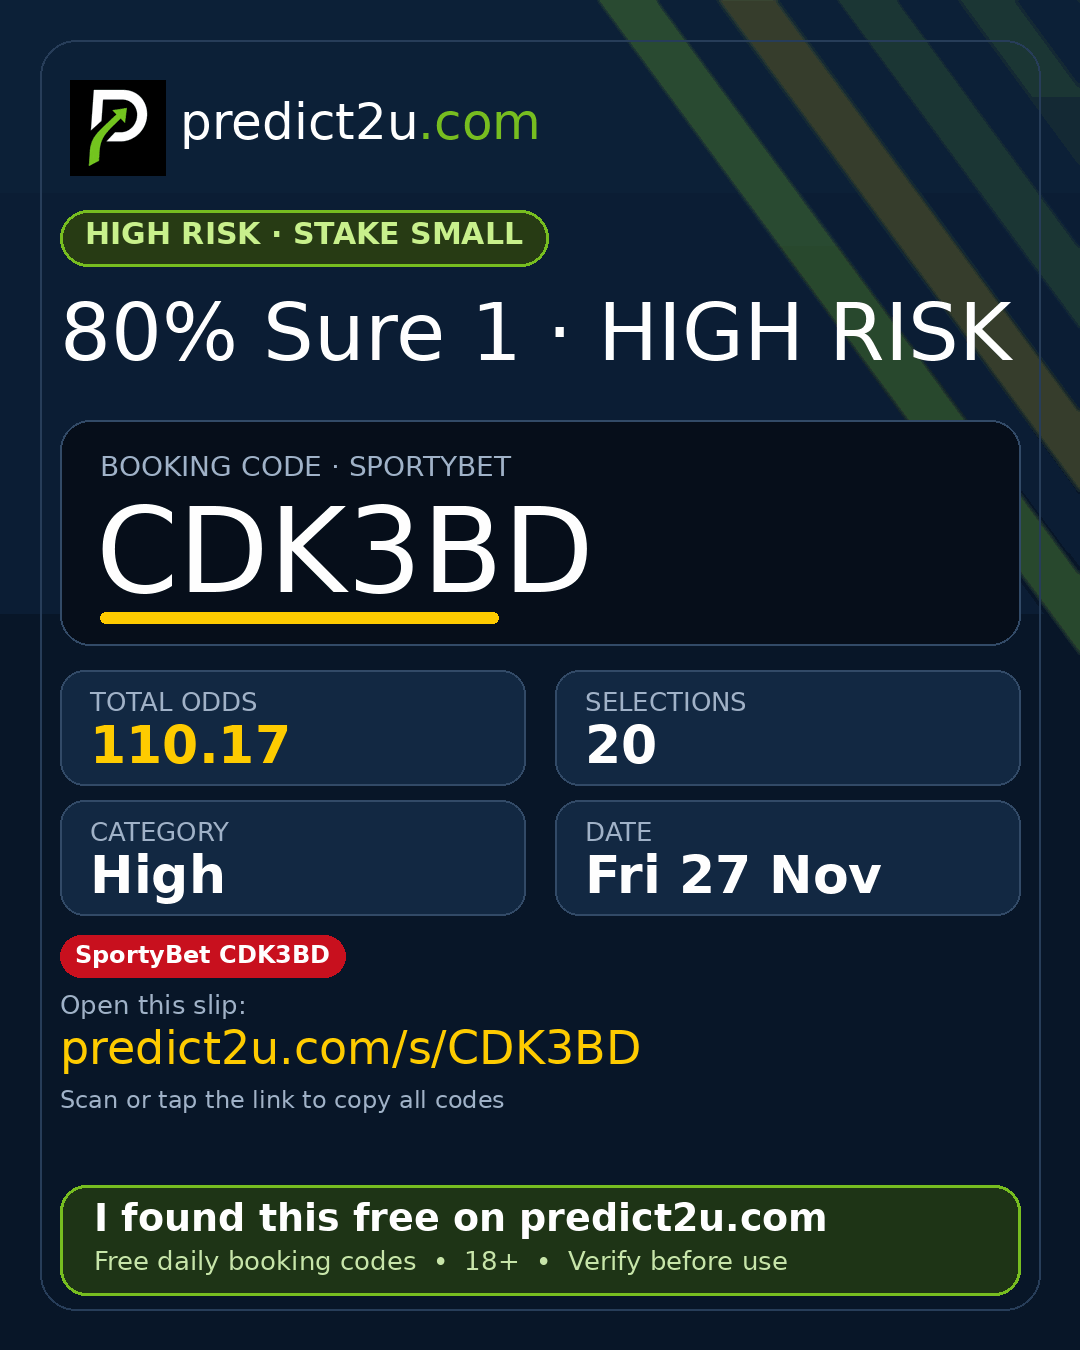 predict2u.com
HIGH RISK · STAKE SMALL
80% Sure 1 · HIGH RISK
BOOKING CODE · SPORTYBET
CDK3BD
TOTAL ODDS
110.17
SELECTIONS
20
CATEGORY
High
DATE
Fri 27 Nov
SportyBet CDK3BD
Open this slip:
predict2u.com/s/CDK3BD
Scan or tap the link to copy all codes
I found this free on predict2u.com
Free daily booking codes • 18+ • Verify before use